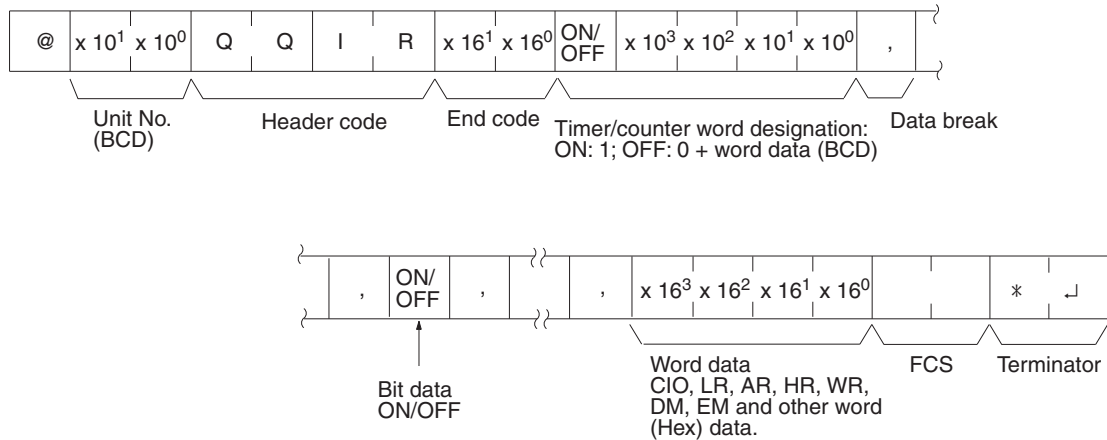 @ x 10¹ x 10⁰ Q Q I R x 16¹ x 16⁰ ON/OFF x 10³ x 10² x 10¹ x 10⁰ ,
Unit No.
(BCD)
Header code
End code
Timer/counter word designation:
ON: 1; OFF: 0 + word data (BCD)
Data break
, ON/OFF , , x 16³ x 16² x 16¹ x 16⁰ * ↵
Bit data
ON/OFF
Word data
CIO, LR, AR, HR, WR,
DM, EM and other word
(Hex) data.
FCS
Terminator